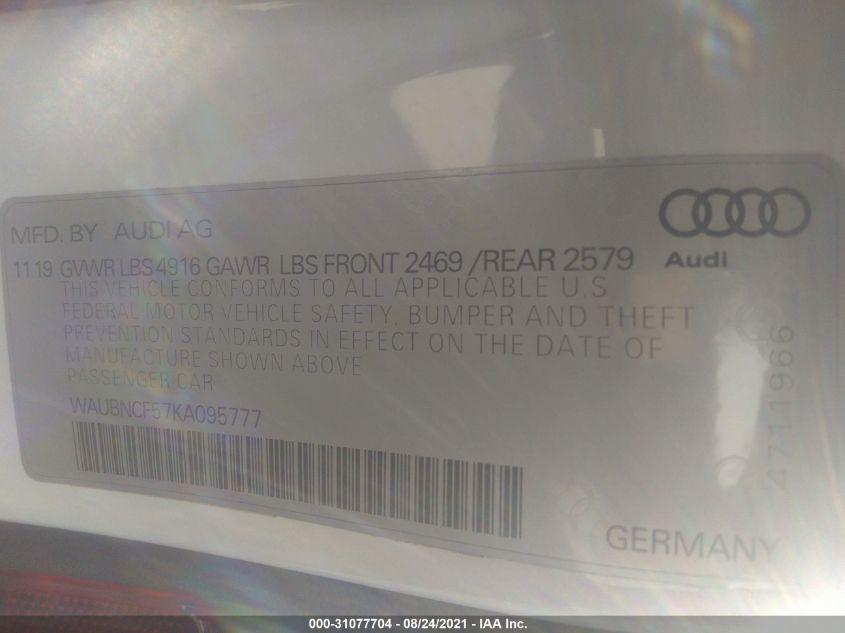 MFD. BY AUDI AG
11 19 GVWR LBS 4916 GAWR LBS FRONT 2469 /REAR 2579
Audi
THIS VEHICLE CONFORMS TO ALL APPLICABLE U.S
FEDERAL MOTOR VEHICLE SAFETY, BUMPER AND THEFT
PREVENTION STANDARDS IN EFFECT ON THE DATE OF
MANUFACTURE SHOWN ABOVE
PASSENGER CAR
WAUBNCF57KA095777
4711966
GERMANY
000-31077704 - 08/24/2021 - IAA Inc.